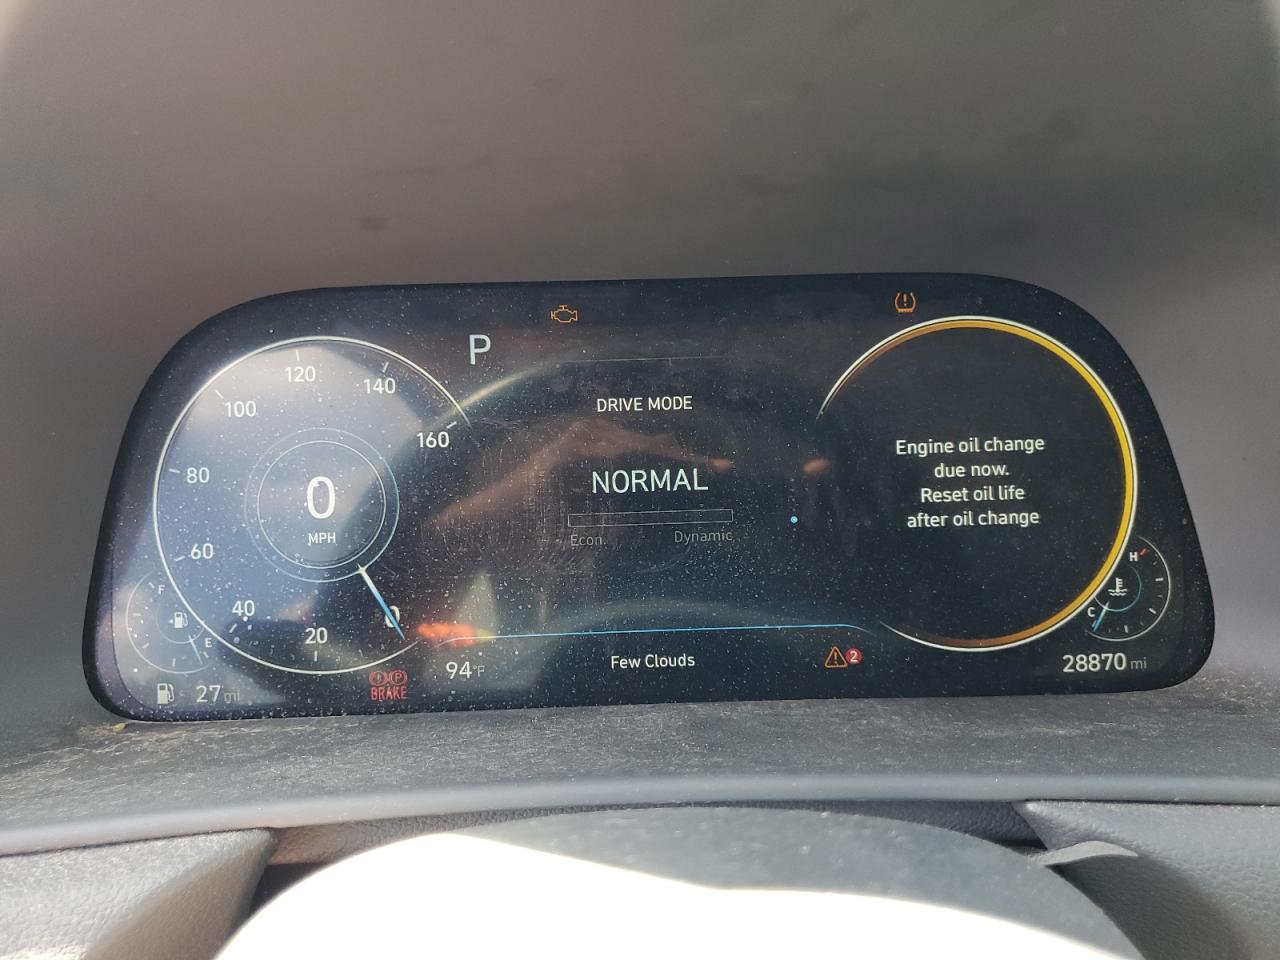 P
120
140
100
160
80
0
MPH
60
40
20
0
F
E
27 mi
BRAKE
P
94°F
DRIVE MODE
NORMAL
Econ.
Dynamic
Few Clouds
2
Engine oil change
due now.
Reset oil life
after oil change
H
C
28870 mi